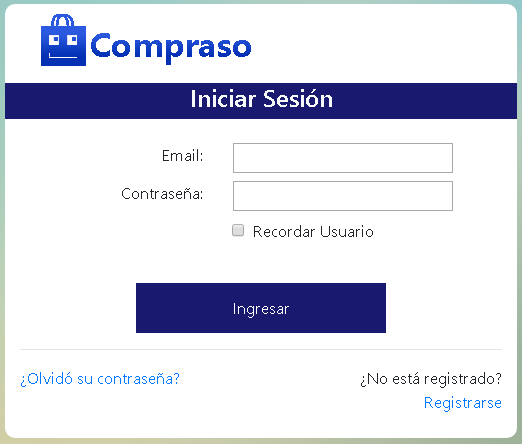 Compraso
Iniciar Sesión
Email:
Contraseña:
Recordar Usuario
Ingresar
¿Olvidó su contraseña?
¿No está registrado?
Registrarse